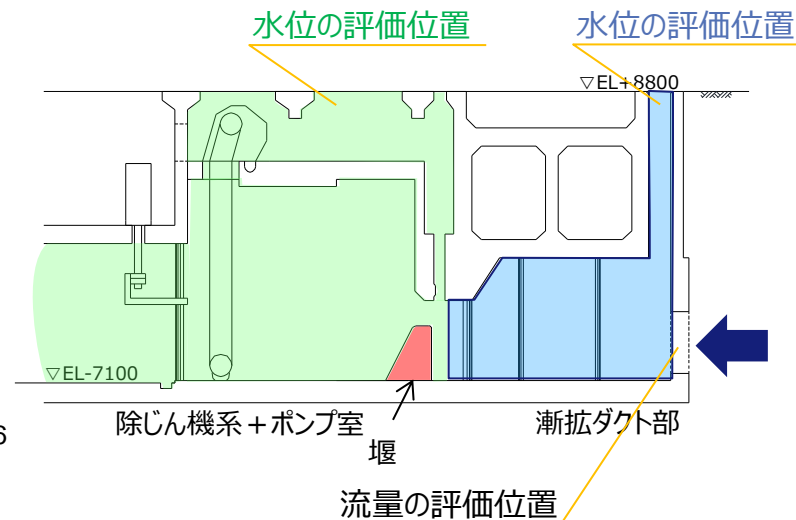 水位の評価位置
水位の評価位置
▽EL+8800
▽EL-7100
6
除じん機系+ポンプ室
堰
漸拡ダクト部
流量の評価位置